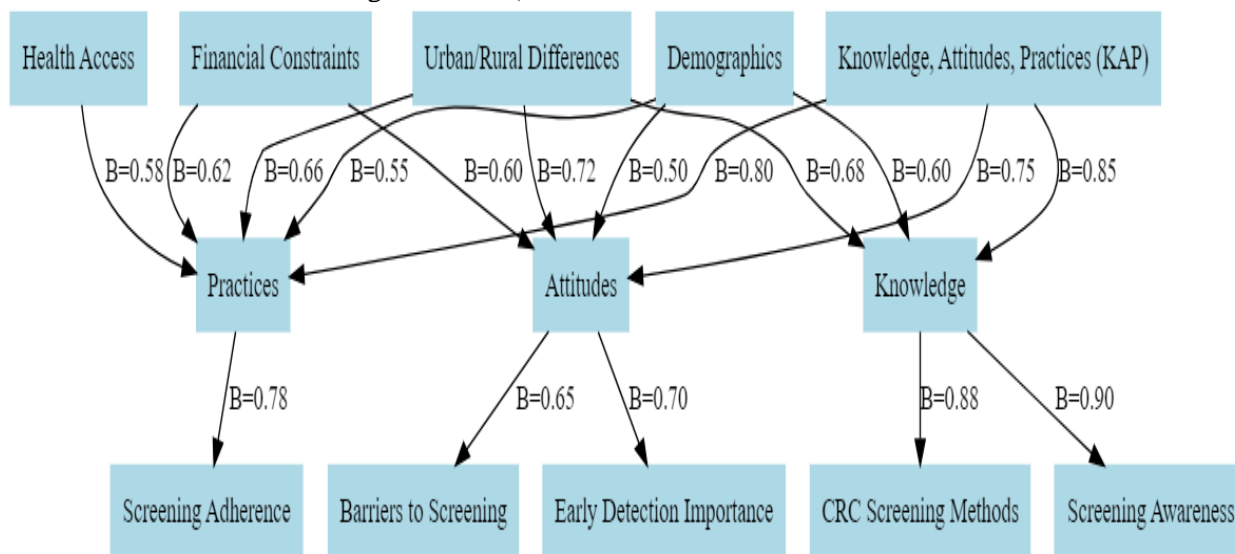 Health Access
Financial Constraints
Urban/Rural Differences
Demographics
Knowledge, Attitudes, Practices (KAP)
B=0.58
B=0.62
B=0.66
B=0.55
B=0.60
B=0.72
B=0.50
B=0.80
B=0.68
B=0.60
B=0.75
B=0.85
Practices
Attitudes
Knowledge
B=0.78
B=0.65
B=0.70
B=0.88
B=0.90
Screening Adherence
Barriers to Screening
Early Detection Importance
CRC Screening Methods
Screening Awareness